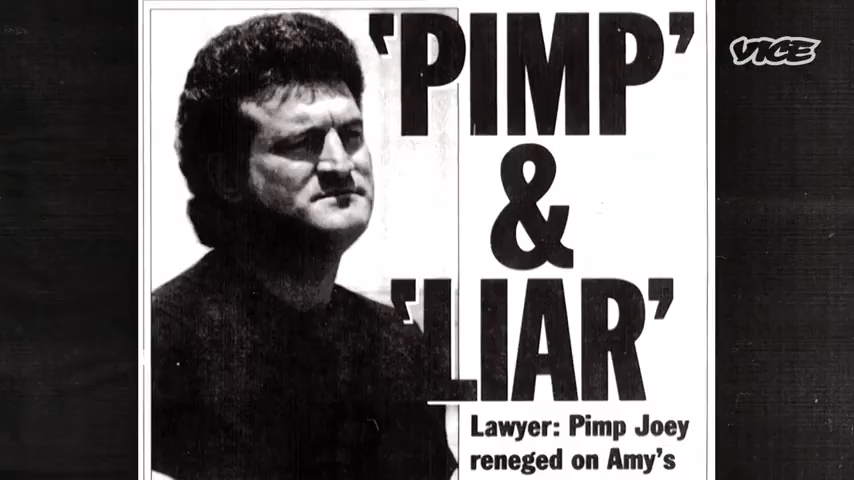 'PIMP'
&
'LIAR'
Lawyer: Pimp Joey
reneged on Amy's
VICE